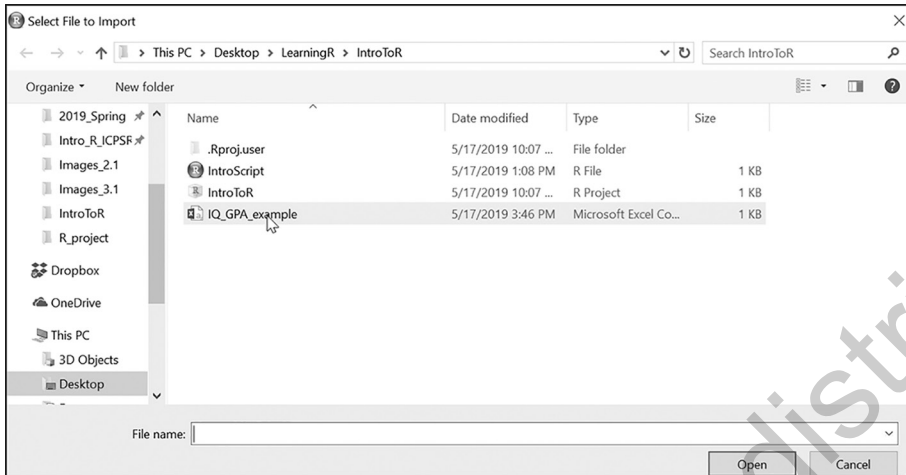 Select File to Import
This PC > Desktop > LearningR > IntroToR
Search IntroToR
Organize
New folder
2019_Spring
Intro_R_ICPSR
Images_2.1
Images_3.1
IntroToR
R_project
Dropbox
OneDrive
This PC
3D Objects
Desktop
Name Date modified Type Size
.Rproj.user 5/17/2019 10:07 ... File folder
IntroScript 5/17/2019 1:08 PM R File 1 KB
IntroToR 5/17/2019 10:07 ... R Project 1 KB
IQ_GPA_example 5/17/2019 3:46 PM Microsoft Excel Co... 1 KB
File name:
Open
Cancel